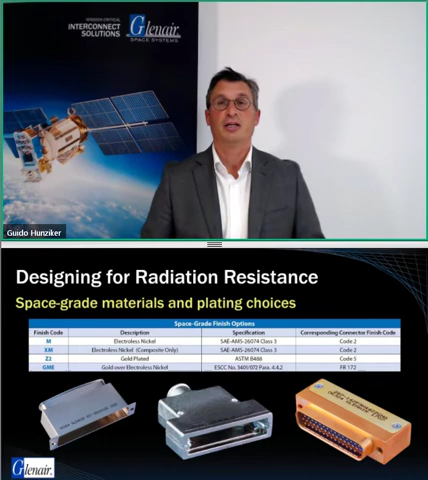 MISSION-CRITICAL
INTERCONNECT
SOLUTIONS
Glenair.
SPACE SYSTEMS
Guido Hunziker
Designing for Radiation Resistance
Space-grade materials and plating choices
Space-Grade Finish Options
Finish Code Description Specification Corresponding Connector Finish Code
M Electroless Nickel SAE-AMS-26074 Class 3 Code 2
XM Electroless Nickel (Composite Only) SAE-AMS-26074 Class 3 Code 2
Z2 Gold Plated ASTM B488 Code 5
GME Gold over Electroless Nickel ESCC No. 3401/072 Para. 4.4.2 FR 172
Glenair